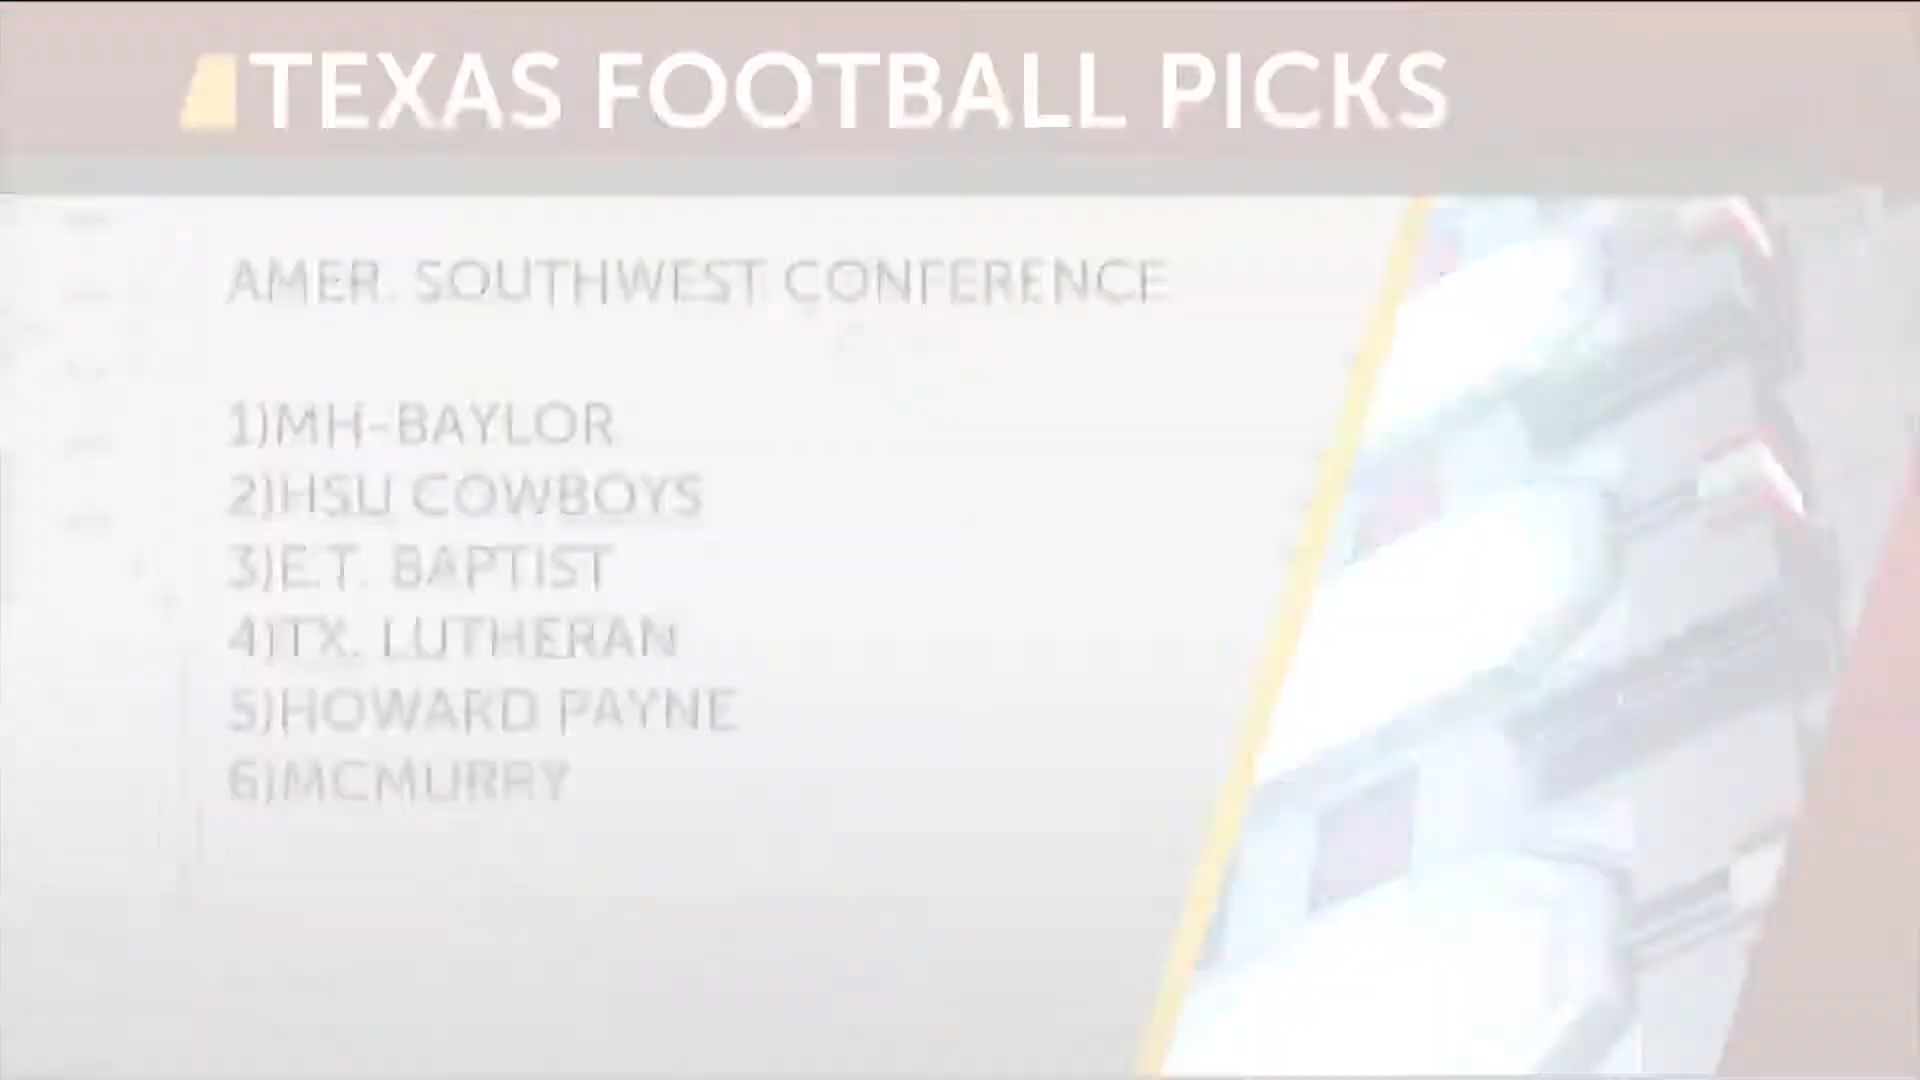 TEXAS FOOTBALL PICKS
AMER. SOUTHWEST CONFERENCE
1)MH-BAYLOR
2)HSU COWBOYS
3)E.T. BAPTIST
4)TX. LUTHERAN
5)HOWARD PAYNE
6)MCMURRY